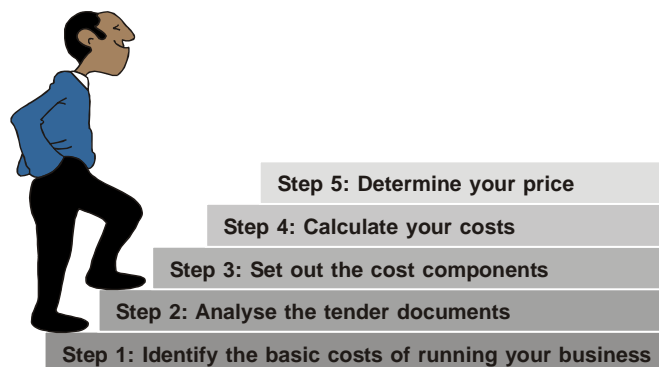 Step 5: Determine your price
Step 4: Calculate your costs
Step 3: Set out the cost components
Step 2: Analyse the tender documents
Step 1: Identify the basic costs of running your business